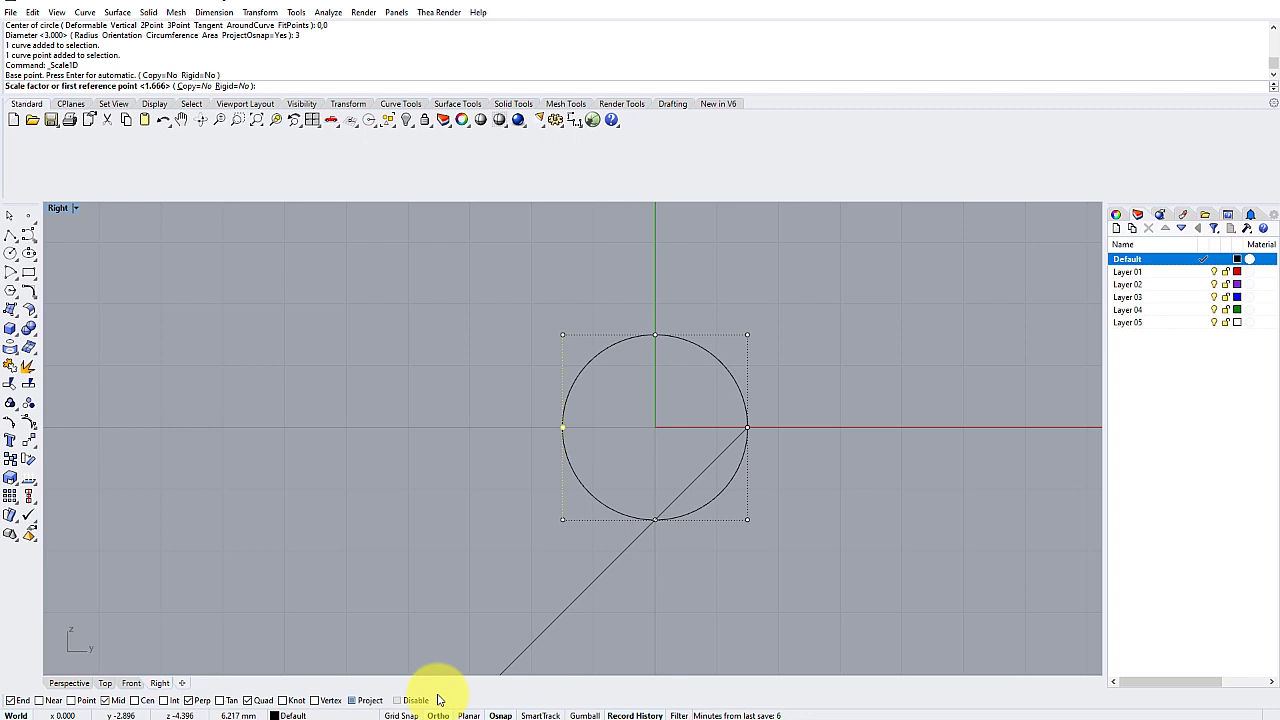 File Edit View Curve Surface Solid Mesh Dimension Transform Tools Analyze Render Panels Thea Render Help
Center of circle ( Deformable Vertical 2Point 3Point Tangent AroundCurve FitPoints ): 0,0
Diameter <3.000> ( Radius Orientation Circumference Area ProjectOsnap=Yes ): 3
1 curve added to selection.
1 curve point added to selection.
Command: _Scale1D
Base point. Press Enter for automatic. ( Copy=No Rigid=No )
Scale factor or first reference point <1.666> ( Copy=No Rigid=No ):
Standard CPlanes Set View Display Select Viewport Layout Visibility Transform Curve Tools Surface Tools Solid Tools Mesh Tools Render Tools Drafting New in V6
Right
Name Material
Default
Layer 01
Layer 02
Layer 03
Layer 04
Layer 05
z
y
Perspective Top Front Right
End Near Point Mid Cen Int Perp Tan Quad Knot Vertex Project Disable
World x 0.000 y -2.896 z -4.396 6.217 mm Default Grid Snap Ortho Planar Osnap SmartTrack Gumball Record History Filter Minutes from last save: 6